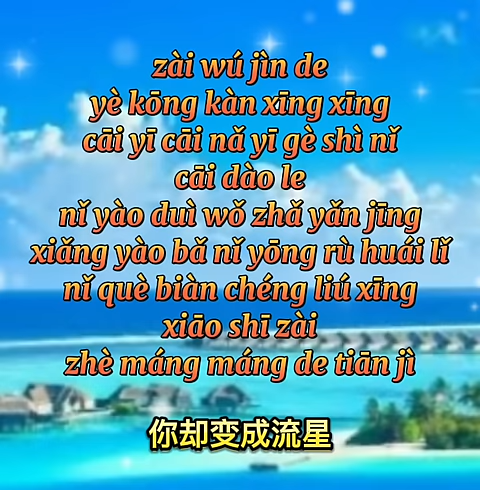 zài wú jìn de
yè kōng kàn xīng xīng
cāi yī cāi nǎ yī gè shì nǐ
cāi dào le
nǐ yào duì wǒ zhǎ yǎn jīng
xiǎng yào bǎ nǐ yōng rù huái lǐ
nǐ què biàn chéng liú xīng
xiāo shī zài
zhè máng máng de tiān jì
你却变成流星